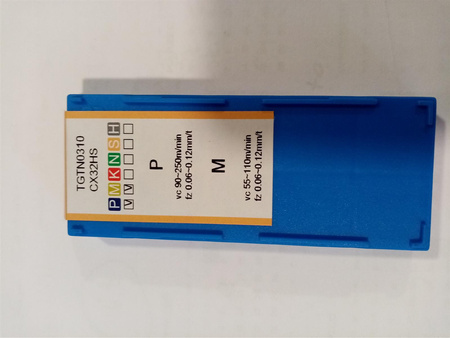 TGTN0310
CX32HS
PMKNSH
VV
P
vc 90~250m/min
fz 0.06~0.12mm/t
M
vc 55~110m/min
fz 0.06~0.12mm/t